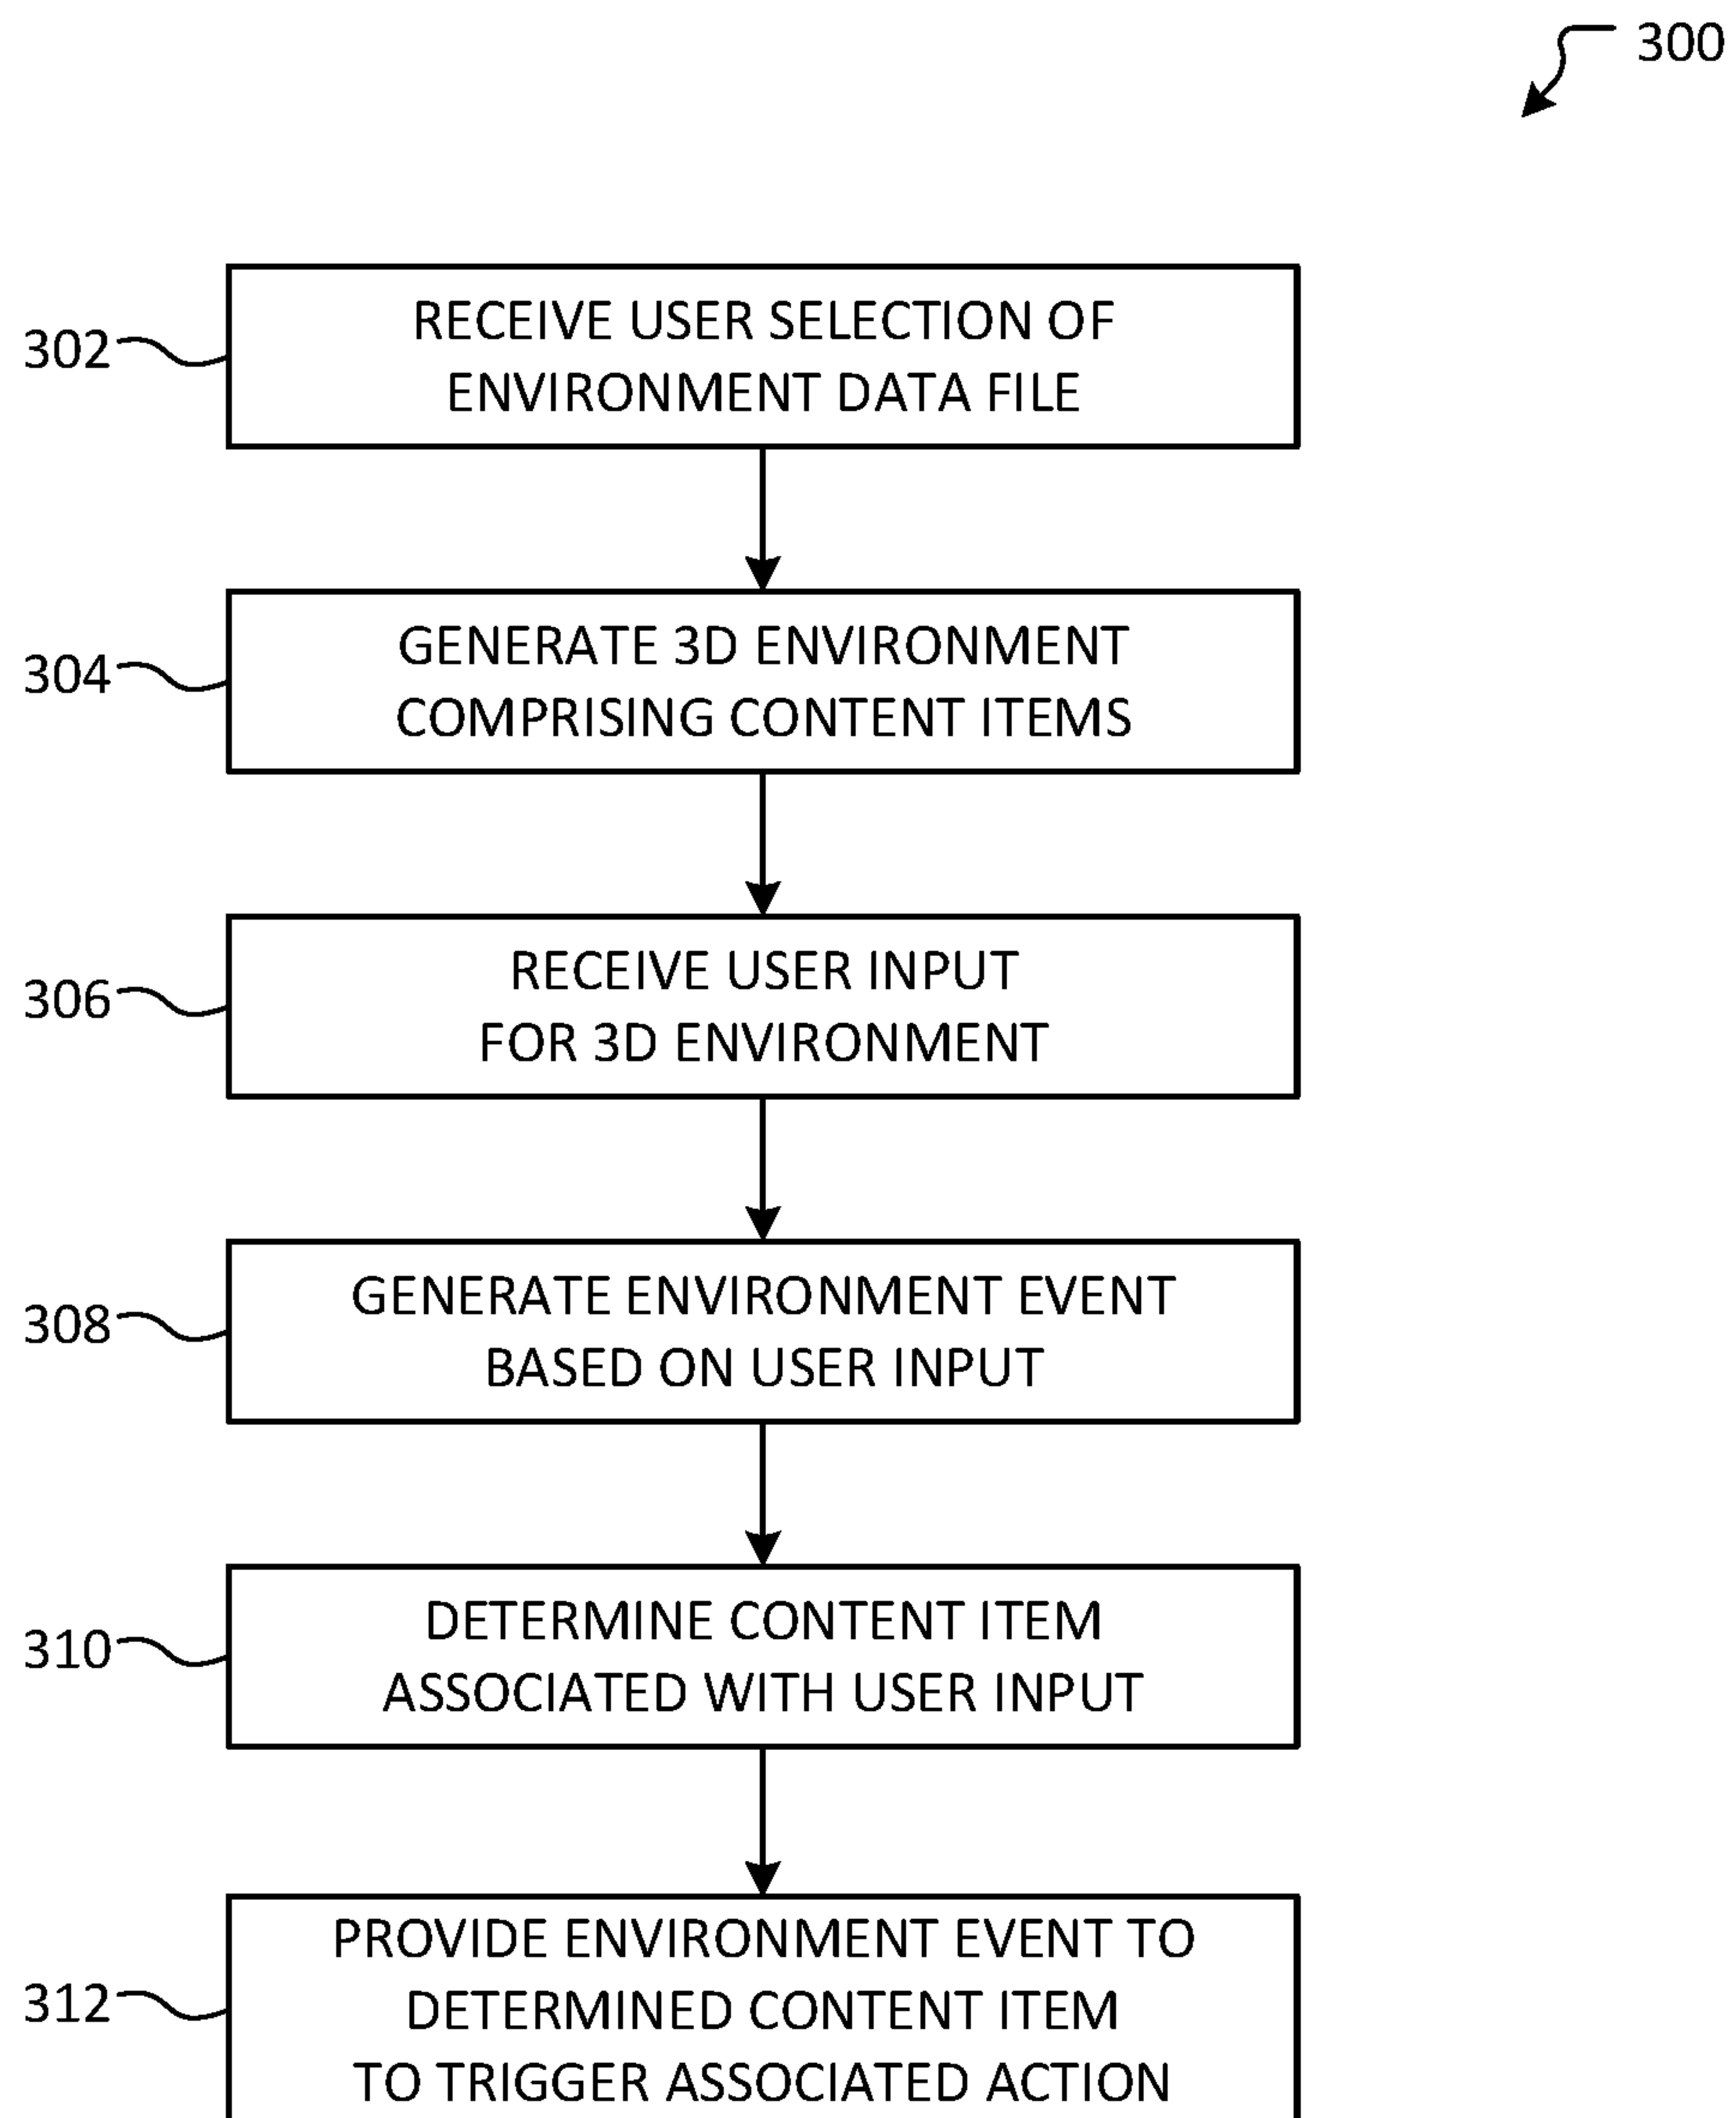 300
302
RECEIVE USER SELECTION OF
ENVIRONMENT DATA FILE
304
GENERATE 3D ENVIRONMENT
COMPRISING CONTENT ITEMS
306
RECEIVE USER INPUT
FOR 3D ENVIRONMENT
308
GENERATE ENVIRONMENT EVENT
BASED ON USER INPUT
310
DETERMINE CONTENT ITEM
ASSOCIATED WITH USER INPUT
312
PROVIDE ENVIRONMENT EVENT TO
DETERMINED CONTENT ITEM
TO TRIGGER ASSOCIATED ACTION